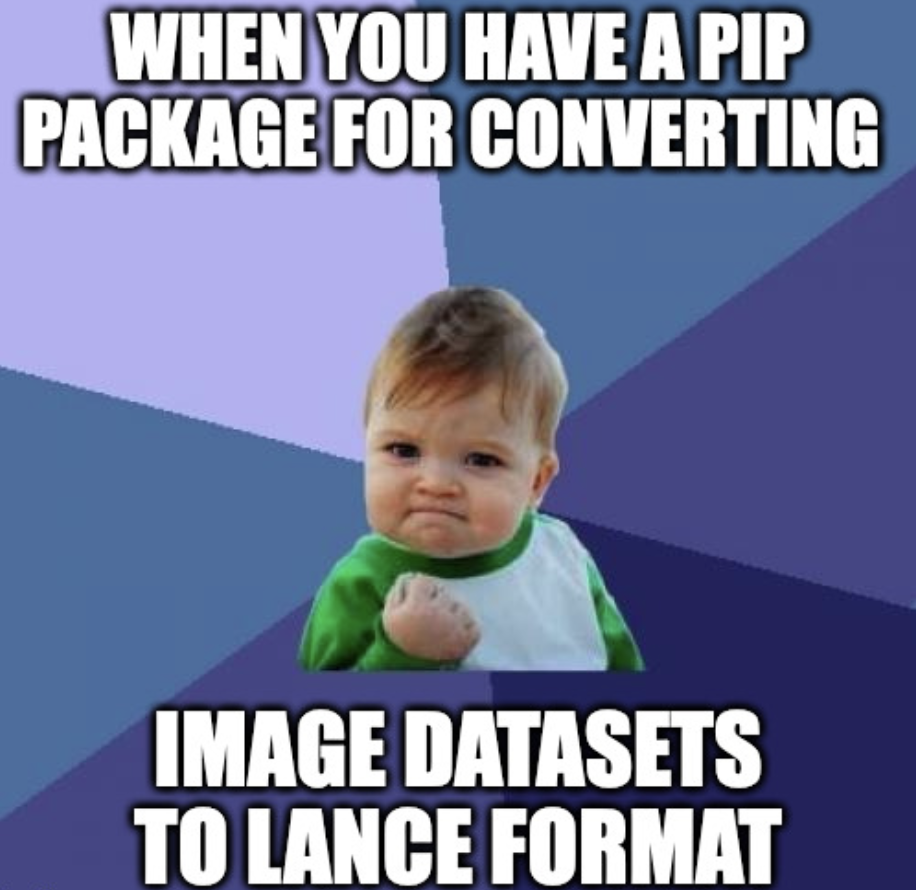 WHEN YOU HAVE A PIP
PACKAGE FOR CONVERTING
IMAGE DATASETS
TO LANCE FORMAT